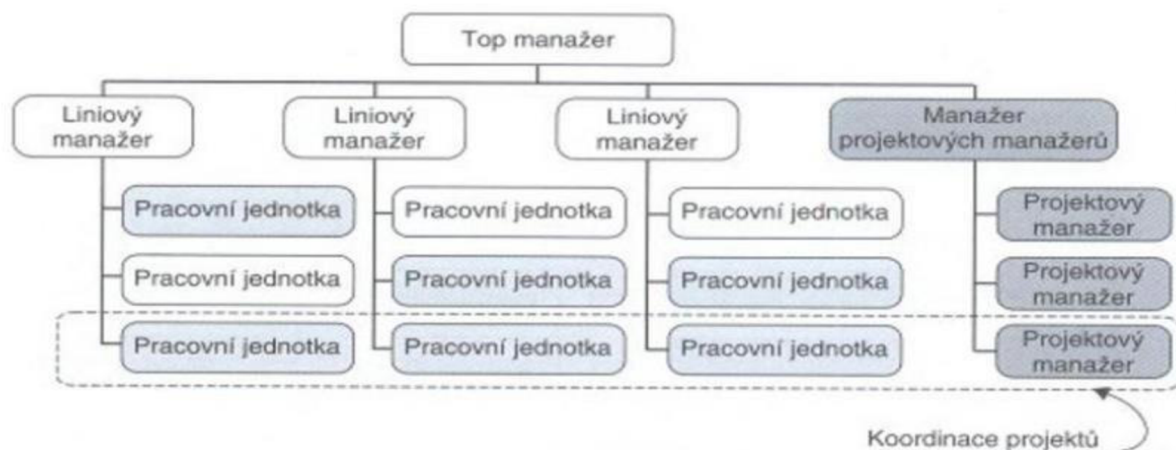 Top manažer
Liniový
manažer
Liniový
manažer
Liniový
manažer
Manažer
projektových manažerů
Pracovní jednotka
Pracovní jednotka
Pracovní jednotka
Projektový
manažer
Pracovní jednotka
Pracovní jednotka
Pracovní jednotka
Projektový
manažer
Pracovní jednotka
Pracovní jednotka
Pracovní jednotka
Projektový
manažer
Koordinace projektů